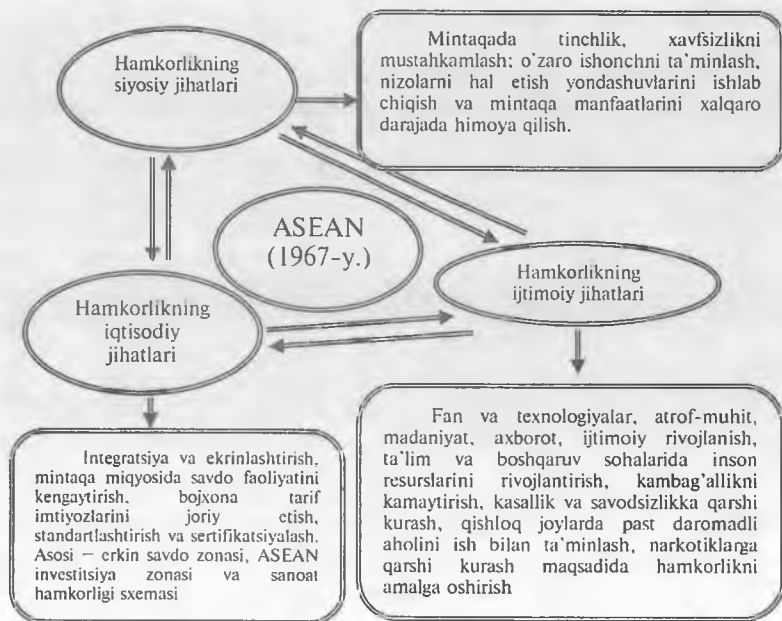 Hamkorlikning
siyosiy jihatlari
Mintaqada tinchlik, xavfsizlikni
mustahkamlash; o'zaro ishonchni ta'minlash,
nizolarni hal etish yondashuvlarini ishlab
chiqish va mintaqa manfaatlarini xalqaro
darajada himoya qilish.
ASEAN
(1967-y.)
Hamkorlikning
ijtimoiy jihatlari
Hamkorlikning
iqtisodiy
jihatlari
Integratsiya va ekrinlashtirish,
mintaqa miqyosida savdo faoliyatini
kengaytirish, bojxona tarif
imtiyozlarini joriy etish,
standartlashtirish va sertifikatsiyalash.
Asosi – erkin savdo zonasi, ASEAN
investitsiya zonasi va sanoat
hamkorligi sxemasi
Fan va texnologiyalar, atrof-muhit,
madaniyat, axborot, ijtimoiy rivojlanish,
ta'lim va boshqaruv sohalarida inson
resurslarini rivojlantirish, kambag'allikni
kamaytirish, kasallik va savodsizlikka qarshi
kurash, qishloq joylarda past daromadli
aholini ish bilan ta'minlash, narkotiklarga
qarshi kurash maqsadida hamkorlikni
amalga oshirish